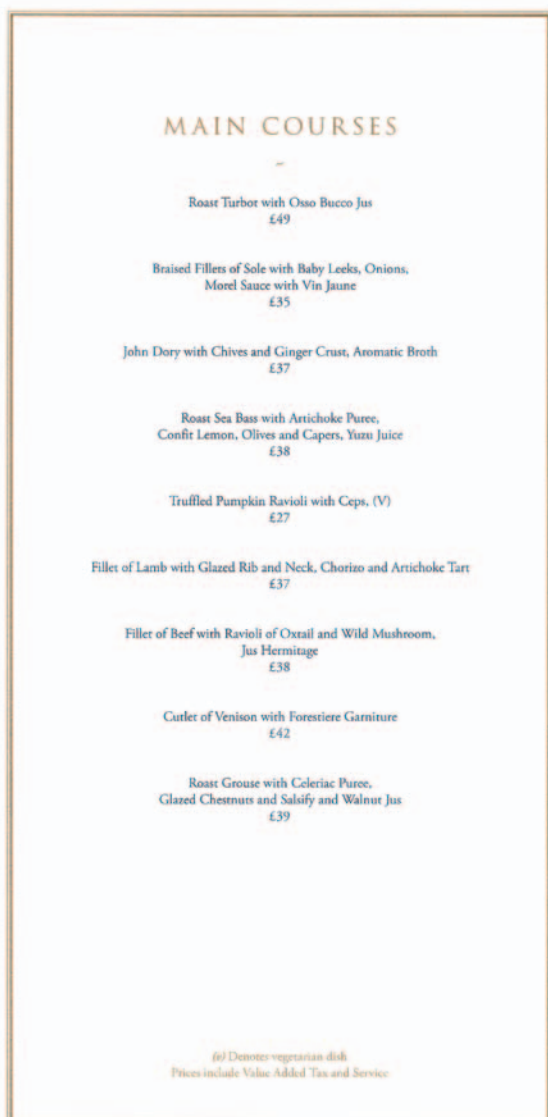 MAIN COURSES
~
Roast Turbot with Osso Bucco Jus
£49
Braised Fillets of Sole with Baby Leeks, Onions,
Morel Sauce with Vin Jaune
£35
John Dory with Chives and Ginger Crust, Aromatic Broth
£37
Roast Sea Bass with Artichoke Puree,
Confit Lemon, Olives and Capers, Yuzu Juice
£38
Truffled Pumpkin Ravioli with Ceps, (V)
£27
Fillet of Lamb with Glazed Rib and Neck, Chorizo and Artichoke Tart
£37
Fillet of Beef with Ravioli of Oxtail and Wild Mushroom,
Jus Hermitage
£38
Cutlet of Venison with Forestiere Garniture
£42
Roast Grouse with Celeriac Puree,
Glazed Chestnuts and Salsify and Walnut Jus
£39
(v) Denotes vegetarian dish
Prices include Value Added Tax and Service